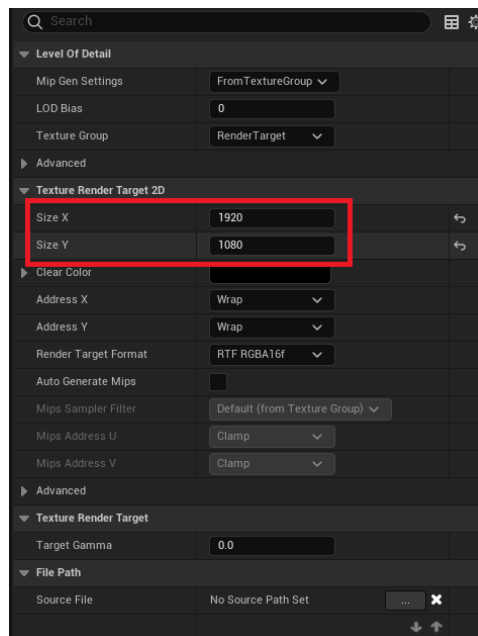 Search
Level Of Detail
Mip Gen Settings FromTextureGroup
LOD Bias 0
Texture Group RenderTarget
Advanced
Texture Render Target 2D
Size X 1920
Size Y 1080
Clear Color
Address X Wrap
Address Y Wrap
Render Target Format RTF RGBA16f
Auto Generate Mips
Mips Sampler Filter Default (from Texture Group)
Mips Address U Clamp
Mips Address V Clamp
Advanced
Texture Render Target
Target Gamma 0.0
File Path
Source File No Source Path Set ...